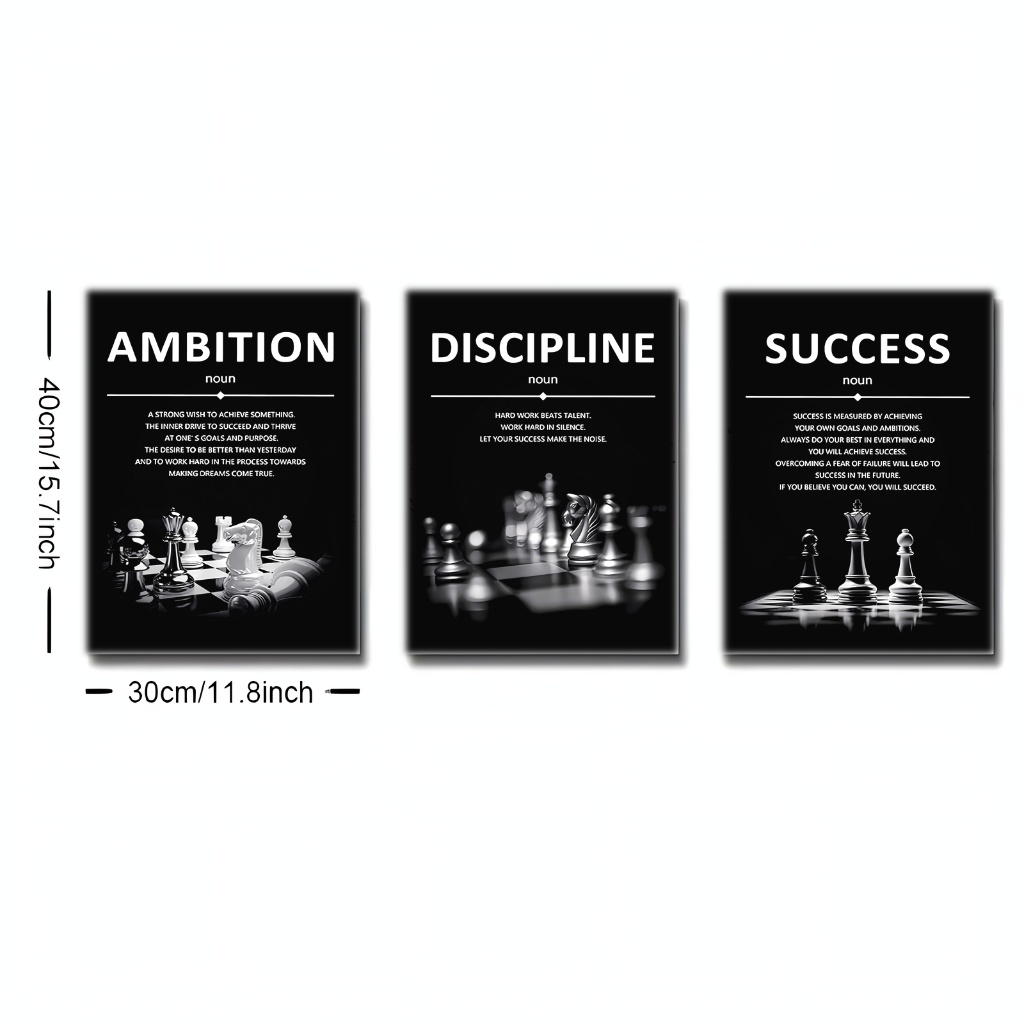 AMBITION
noun
A STRONG WISH TO ACHIEVE SOMETHING.
THE INNER DRIVE TO SUCCEED AND THRIVE
AT ONE' S GOALS AND PURPOSE.
THE DESIRE TO BE BETTER THAN YESTERDAY
AND TO WORK HARD IN THE PROCESS TOWARDS
MAKING DREAMS COME TRUE.
DISCIPLINE
noun
HARD WORK BEATS TALENT.
WORK HARD IN SILENCE.
LET YOUR SUCCESS MAKE THE NOISE.
SUCCESS
noun
SUCCESS IS MEASURED BY ACHIEVING
YOUR OWN GOALS AND AMBITIONS.
ALWAYS DO YOUR BEST IN EVERYTHING AND
YOU WILL ACHIEVE SUCCESS.
OVERCOMING A FEAR OF FAILURE WILL LEAD TO
SUCCESS IN THE FUTURE.
IF YOU BELIEVE YOU CAN, YOU WILL SUCCEED.
40cm/15.7inch
30cm/11.8inch